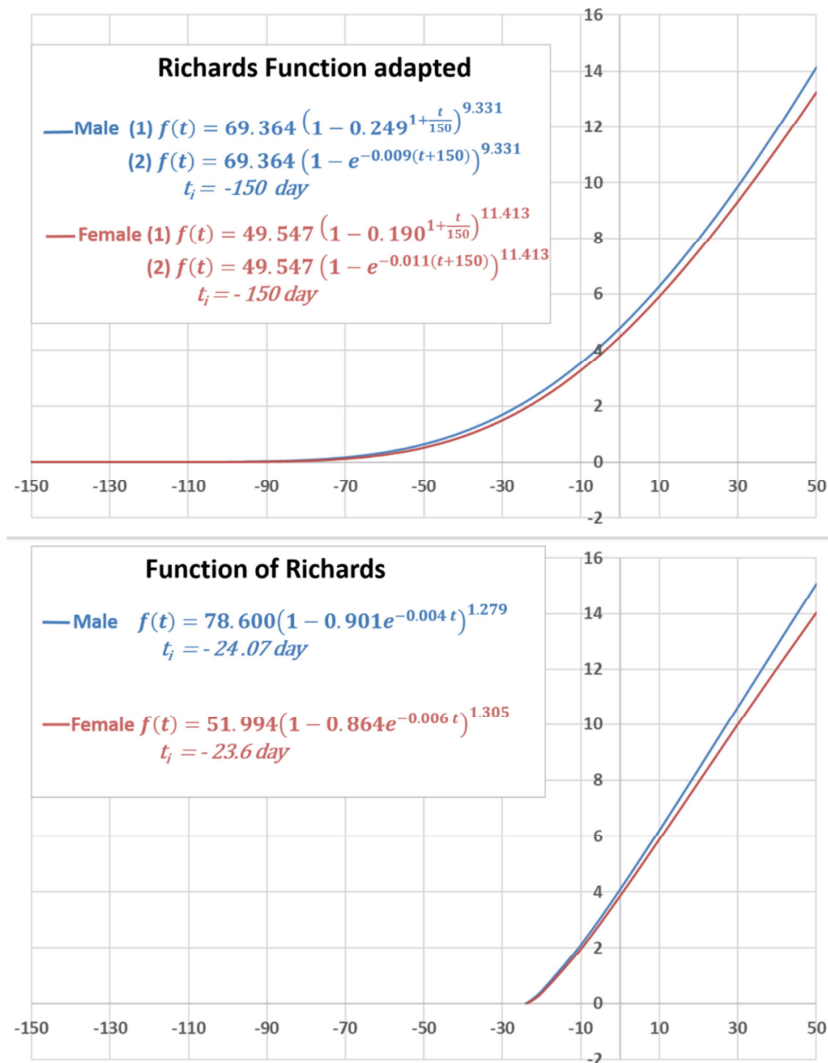 16
Richards Function adapted
14
Male (1) f(t) = 69.364 (1 − 0.249^{1+\frac{t}{150}})^{9.331}
12
(2) f(t) = 69.364 (1 − e^{−0.009(t+150)})^{9.331}
t_i = -150 day
10
Female (1) f(t) = 49.547 (1 − 0.190^{1+\frac{t}{150}})^{11.413}
8
(2) f(t) = 49.547 (1 − e^{−0.011(t+150)})^{11.413}
t_i = - 150 day
6
4
2
0
-150 -130 -110 -90 -70 -50 -30 -10 10 30 50
-2
16
Function of Richards
14
Male f(t) = 78.600(1 − 0.901e^{−0.004 t})^{1.279}
t_i = - 24.07 day
12
10
Female f(t) = 51.994(1 − 0.864e^{−0.006 t})^{1.305}
t_i = - 23.6 day
8
6
4
2
0
-150 -130 -110 -90 -70 -50 -30 -10 10 30 50
-2